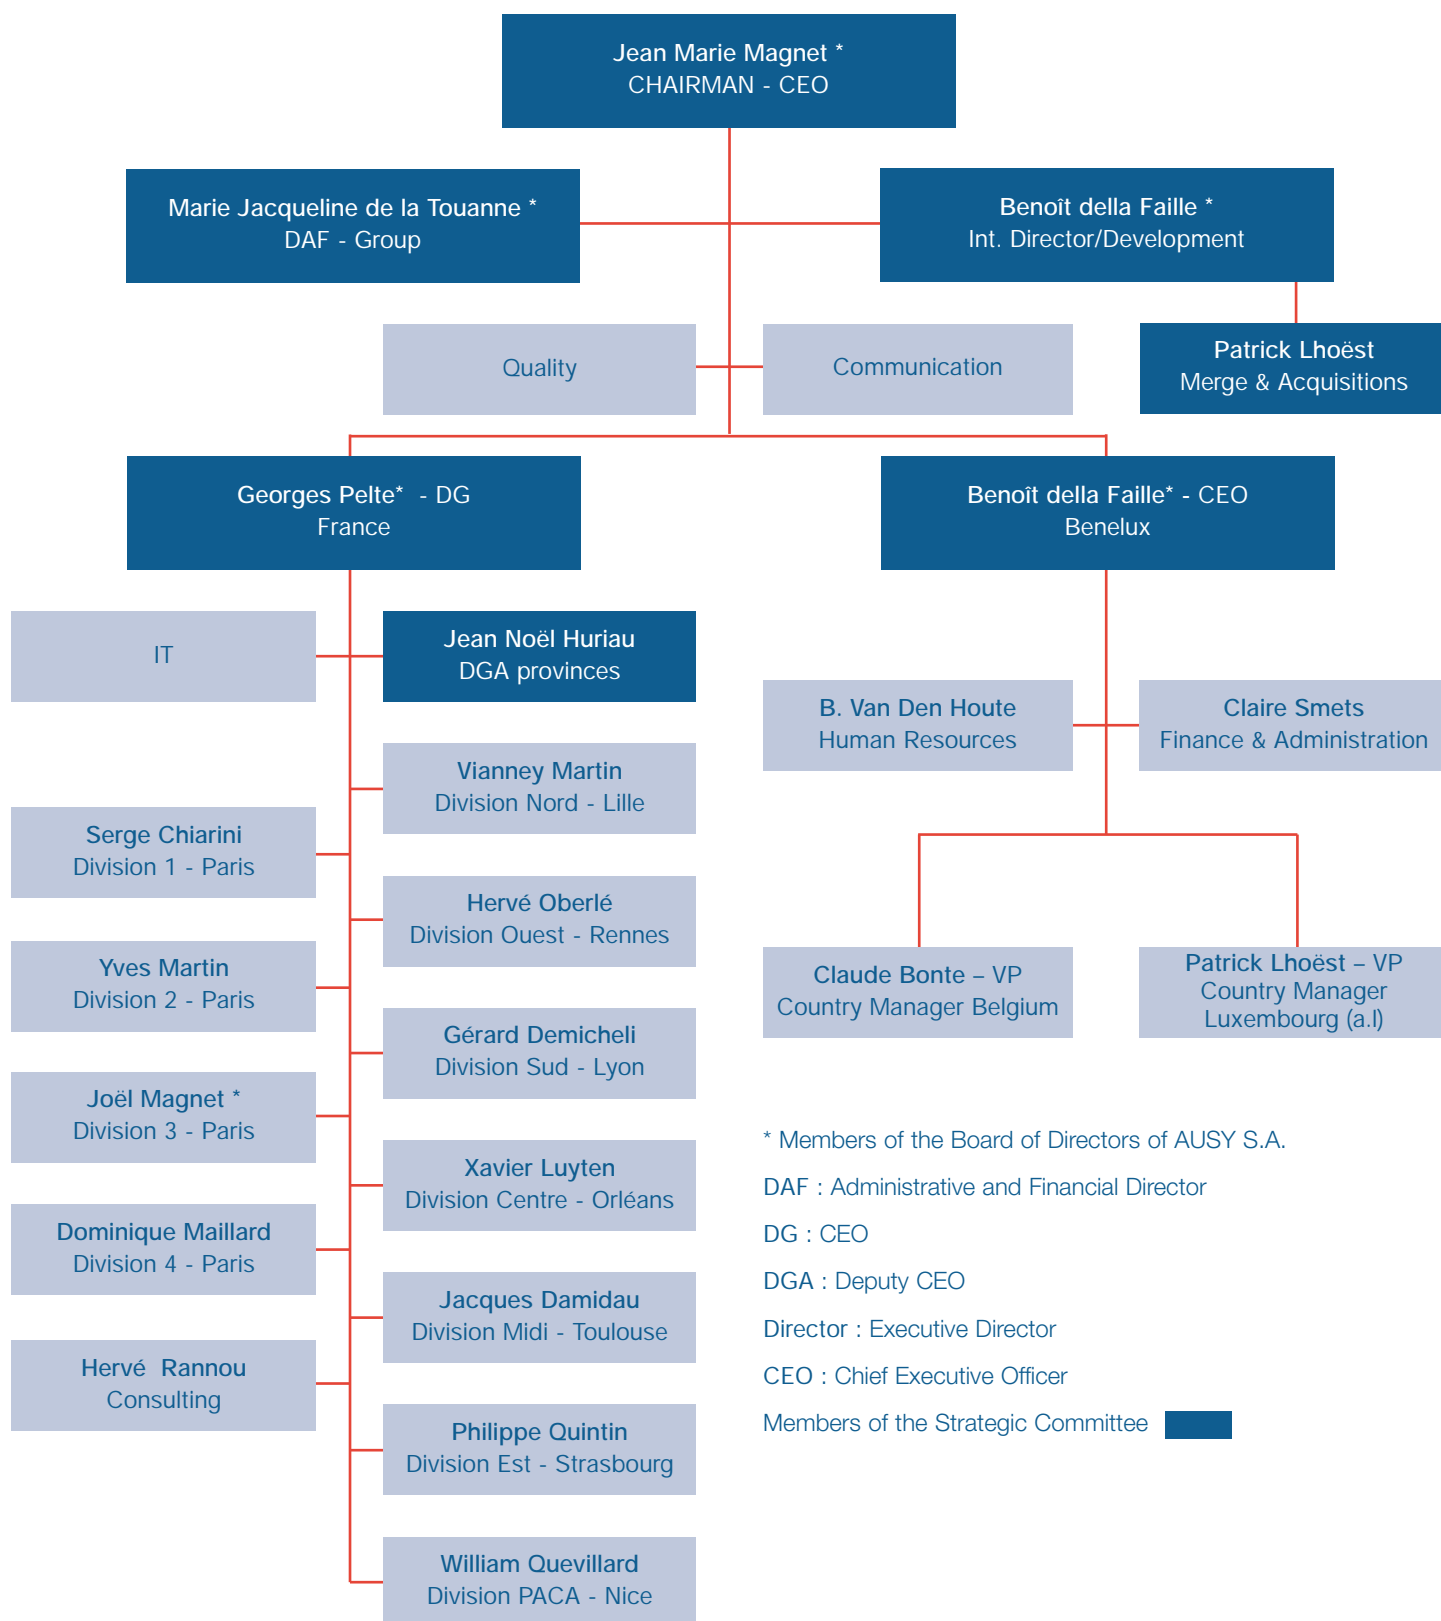 Jean Marie Magnet *
CHAIRMAN - CEO
Marie Jacqueline de la Touanne *
DAF - Group
Benoît della Faille *
Int. Director/Development
Quality
Communication
Patrick Lhoëst
Merge & Acquisitions
Georges Pelte* - DG
France
Benoît della Faille* - CEO
Benelux
IT
Jean Noël Huriau
DGA provinces
B. Van Den Houte
Human Resources
Claire Smets
Finance & Administration
Vianney Martin
Division Nord - Lille
Serge Chiarini
Division 1 - Paris
Hervé Oberlé
Division Ouest - Rennes
Yves Martin
Division 2 - Paris
Claude Bonte – VP
Country Manager Belgium
Patrick Lhoëst – VP
Country Manager
Luxembourg (a.I)
Gérard Demicheli
Division Sud - Lyon
Joël Magnet *
Division 3 - Paris
Xavier Luyten
Division Centre - Orléans
Dominique Maillard
Division 4 - Paris
Jacques Damidau
Division Midi - Toulouse
Hervé Rannou
Consulting
Philippe Quintin
Division Est - Strasbourg
William Quevillard
Division PACA - Nice
* Members of the Board of Directors of AUSY S.A.
DAF : Administrative and Financial Director
DG : CEO
DGA : Deputy CEO
Director : Executive Director
CEO : Chief Executive Officer
Members of the Strategic Committee